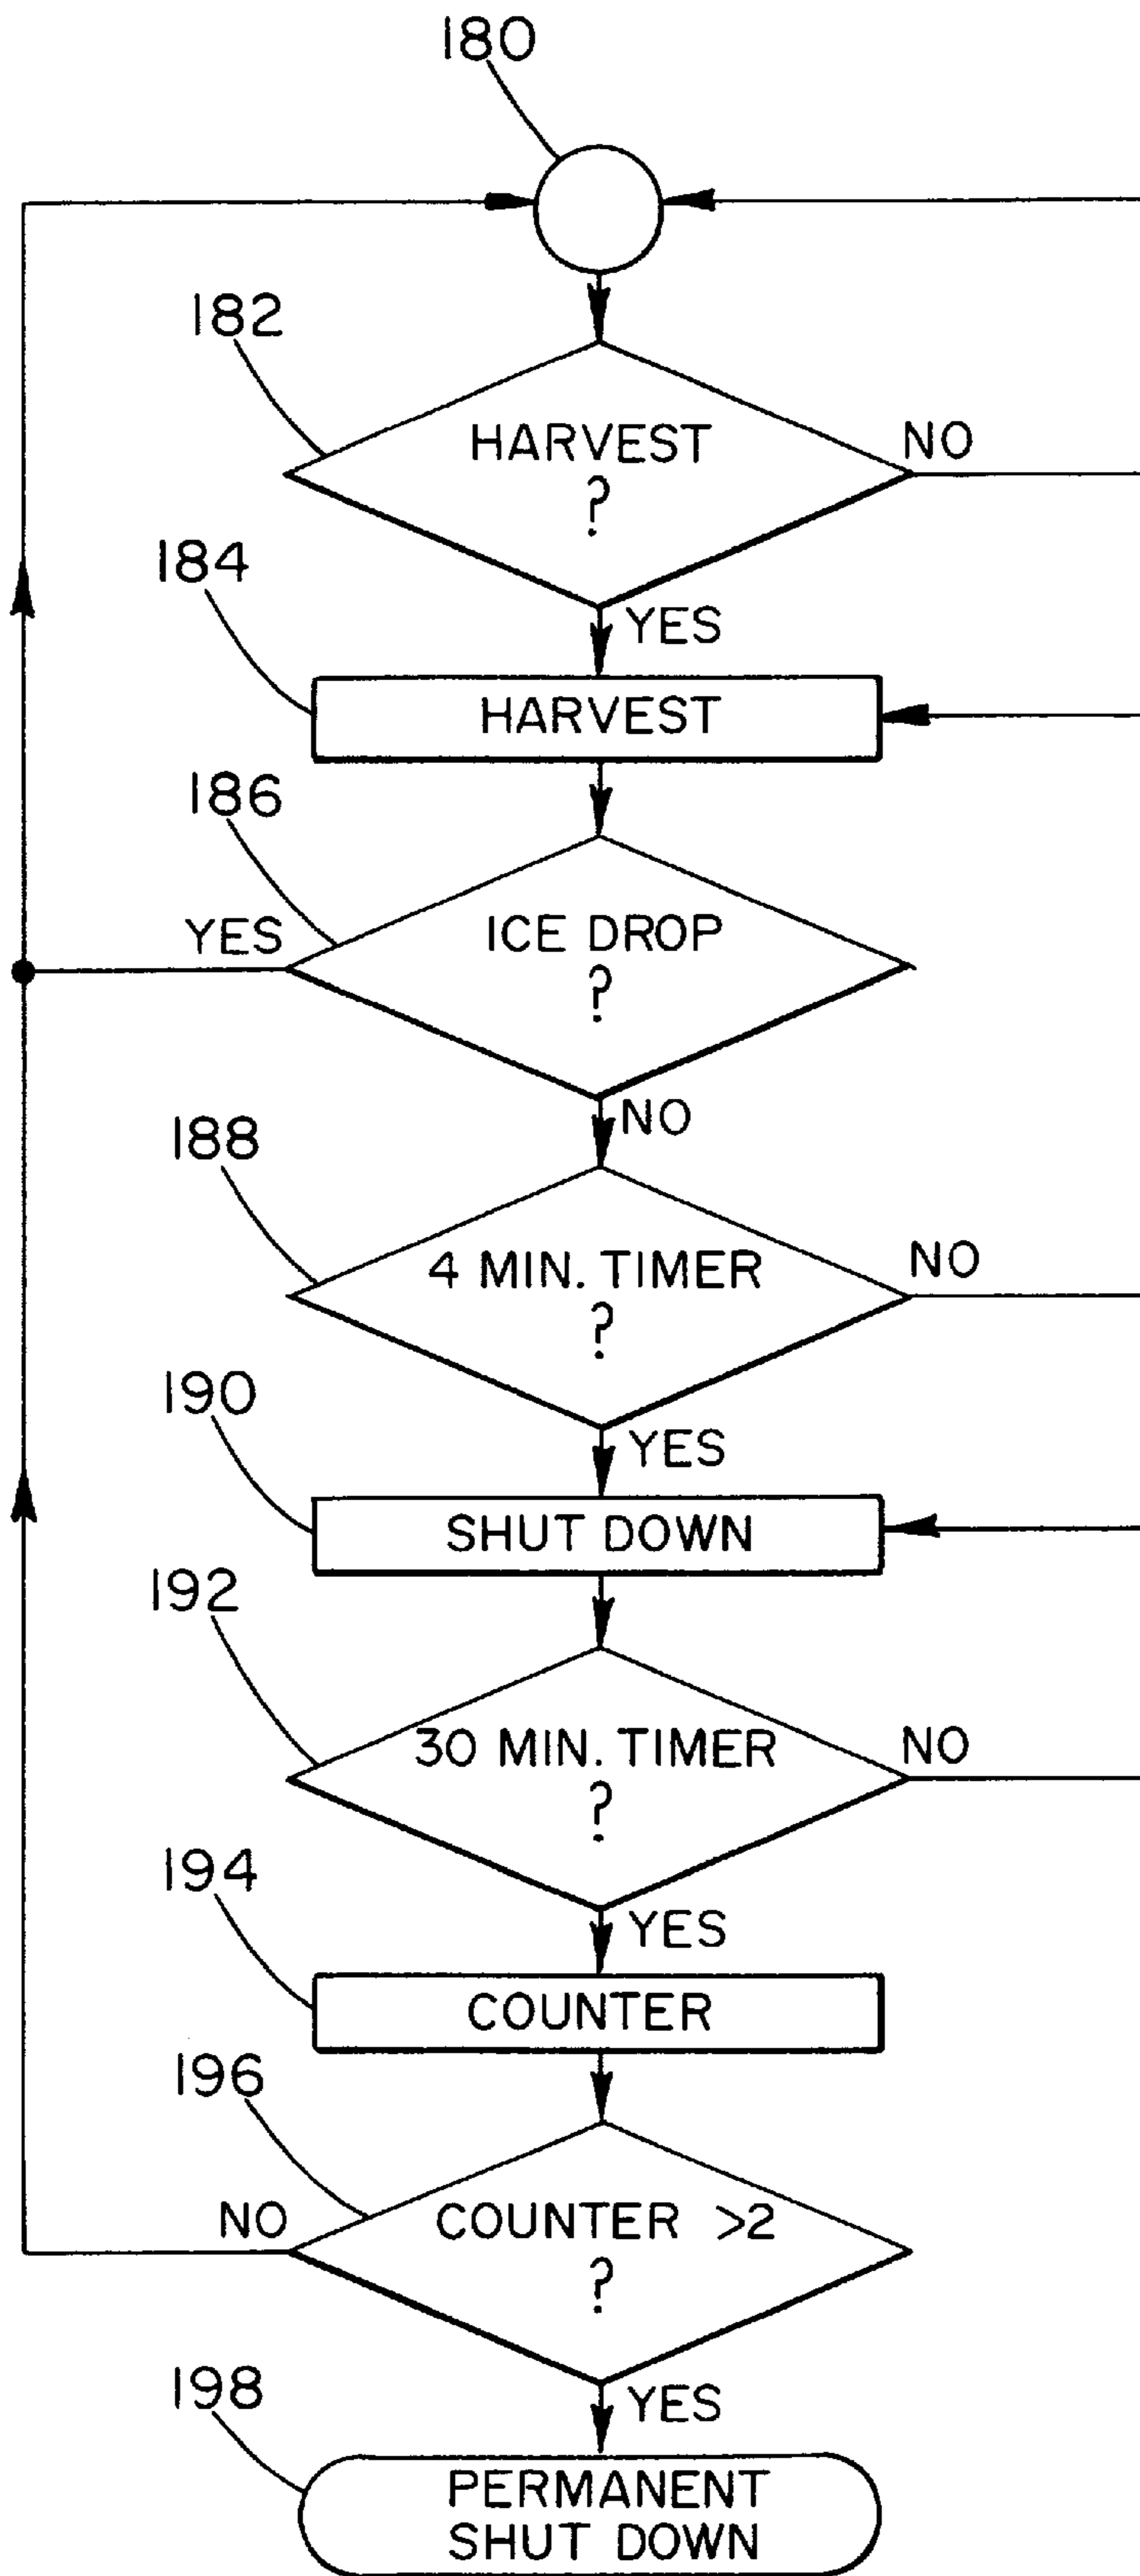 180
182
HARVEST
?
NO
YES
184
HARVEST
186
YES
ICE DROP
?
NO
188
4 MIN. TIMER
?
NO
YES
190
SHUT DOWN
192
30 MIN. TIMER
?
NO
YES
194
COUNTER
196
NO
COUNTER >2
?
YES
198
PERMANENT
SHUT DOWN